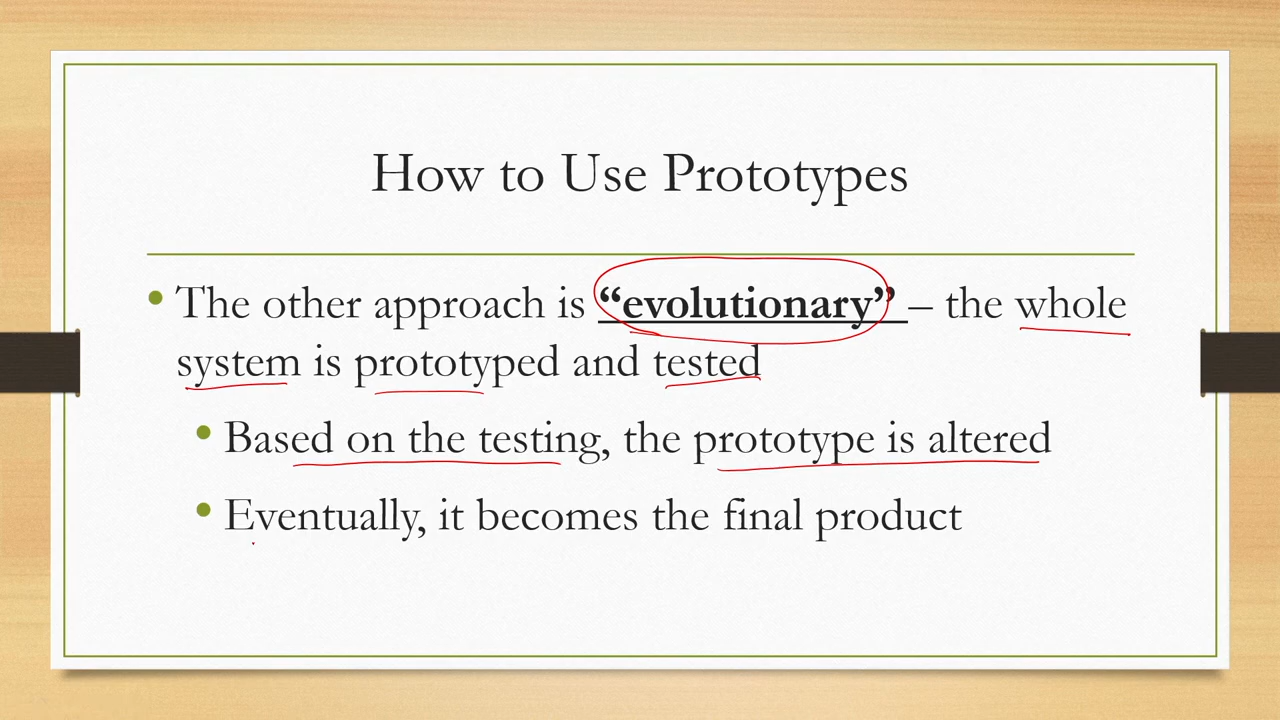 How to Use Prototypes
• The other approach is “evolutionary” – the whole
system is prototyped and tested
• Based on the testing, the prototype is altered
• Eventually, it becomes the final product